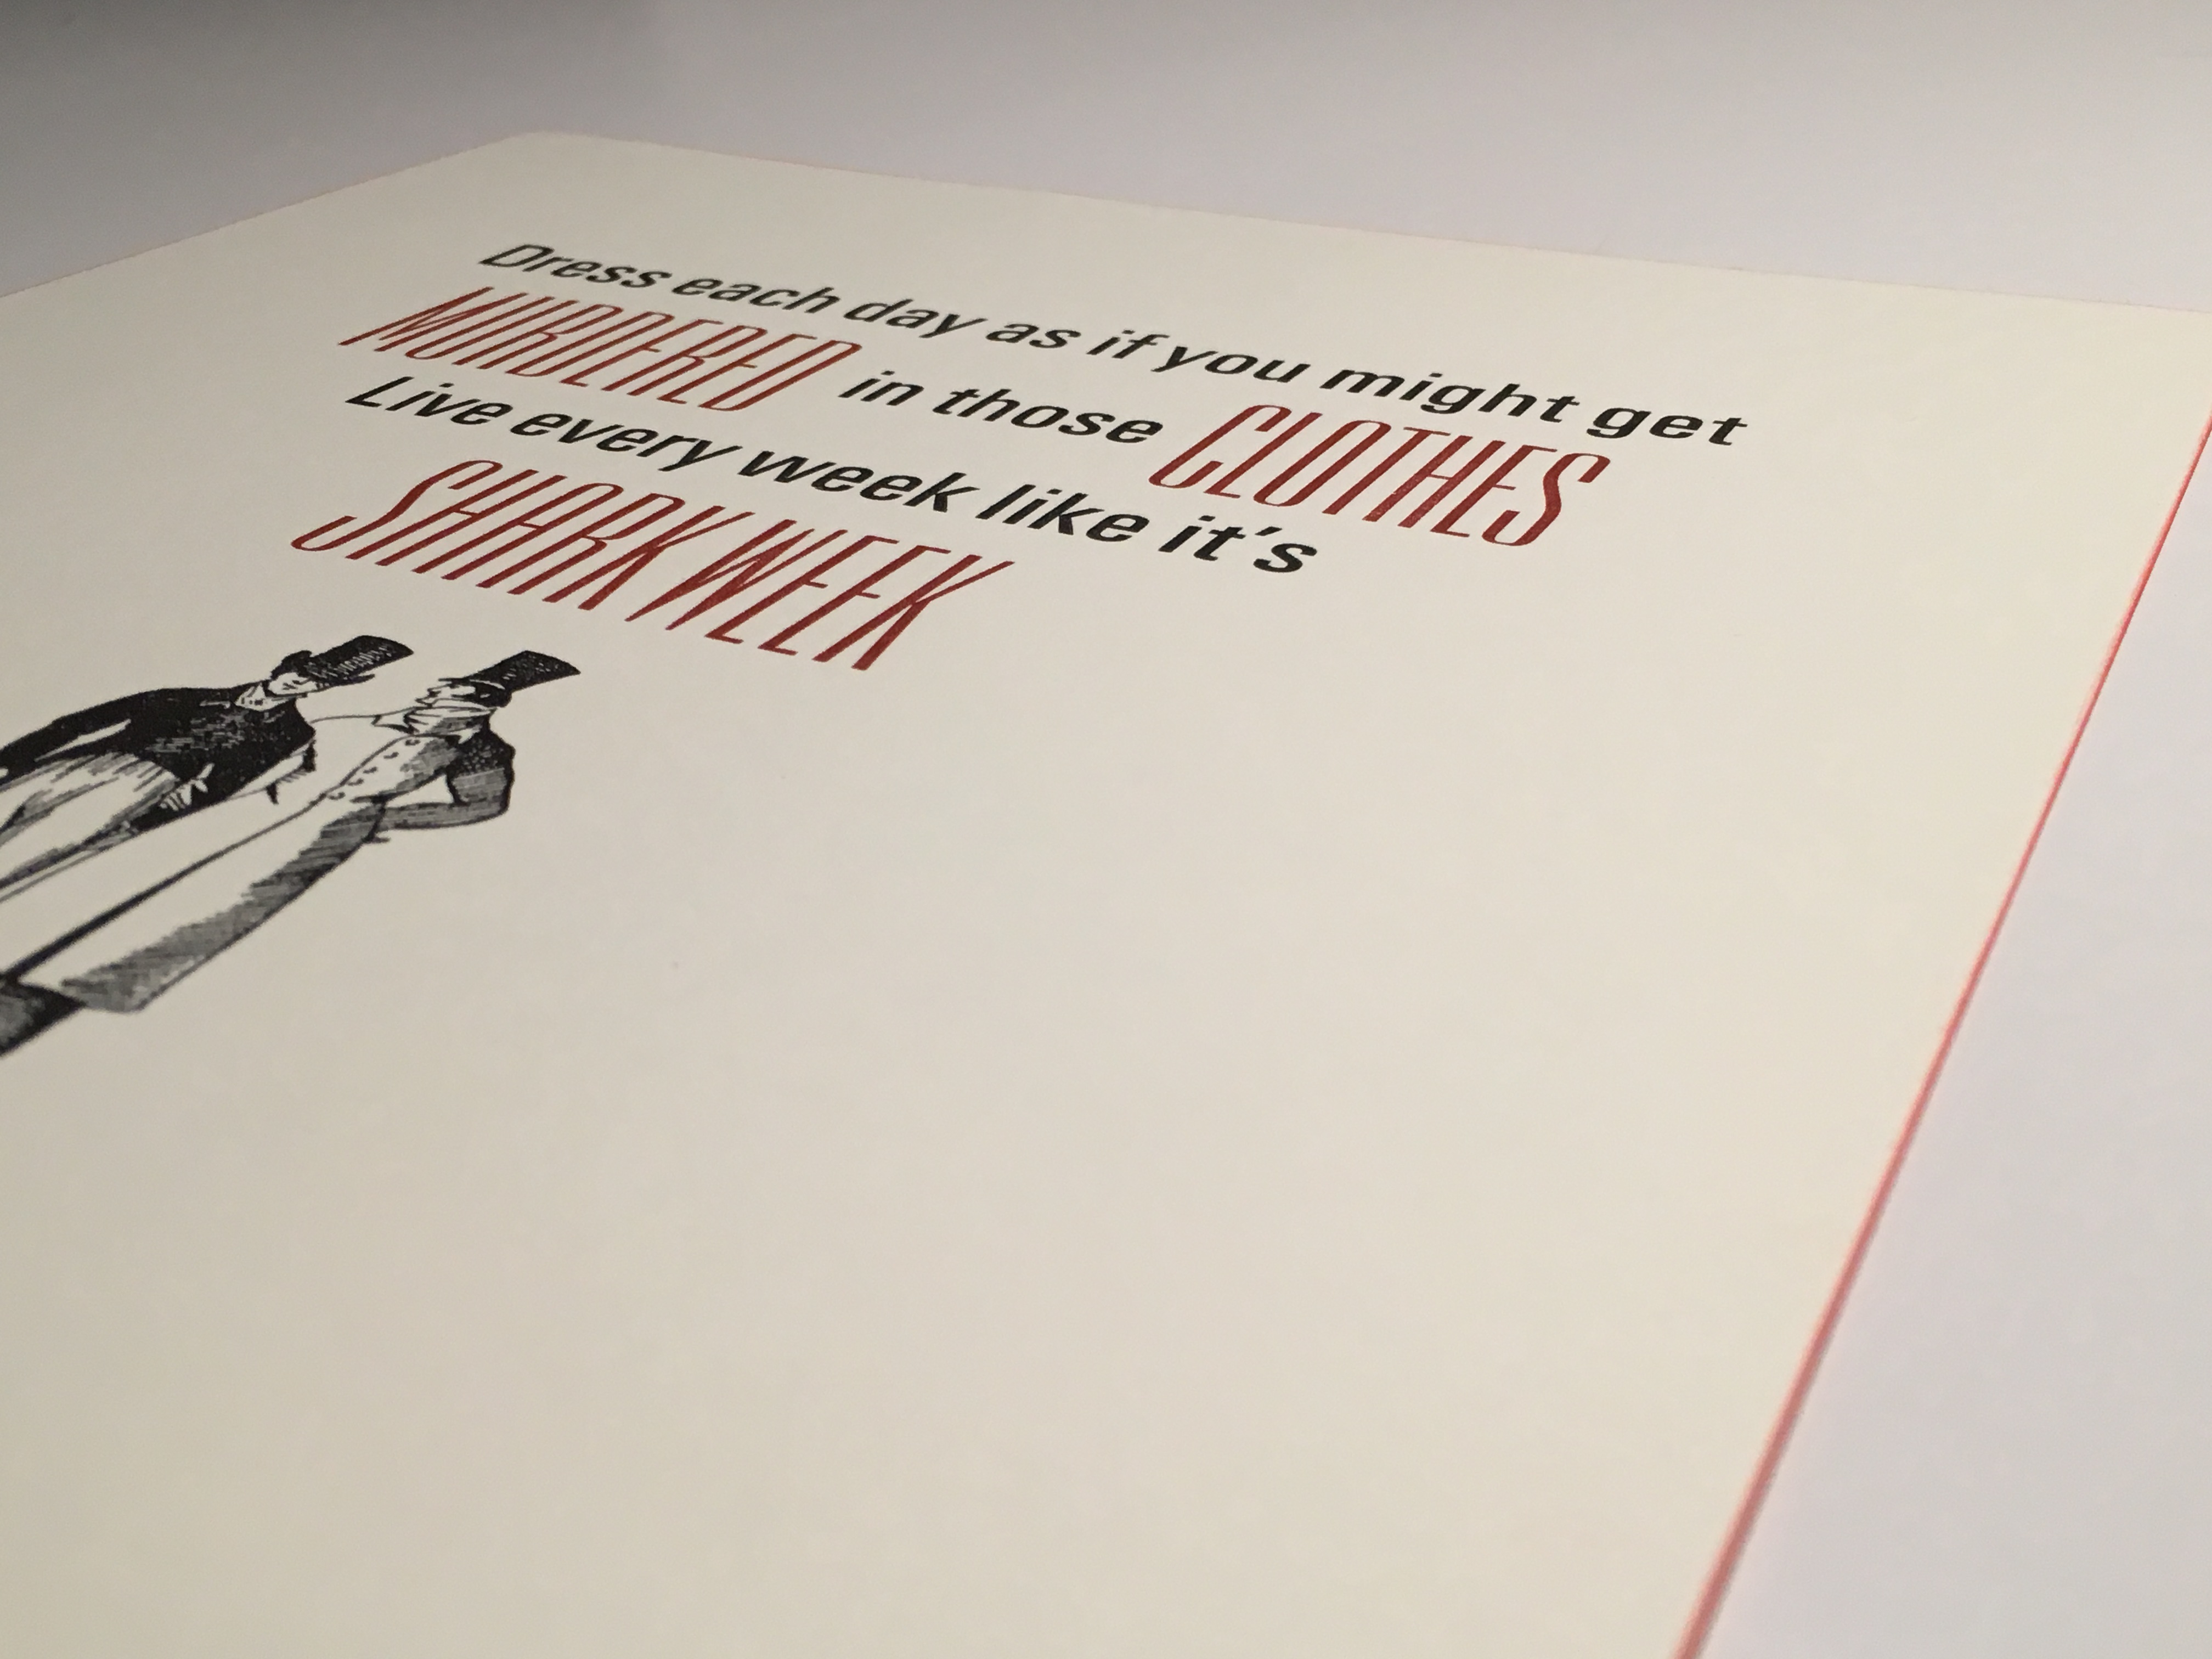 Dress each day as if you might get
MURDERED in those CLOTHES
Live every week like it's
SHARK WEEK